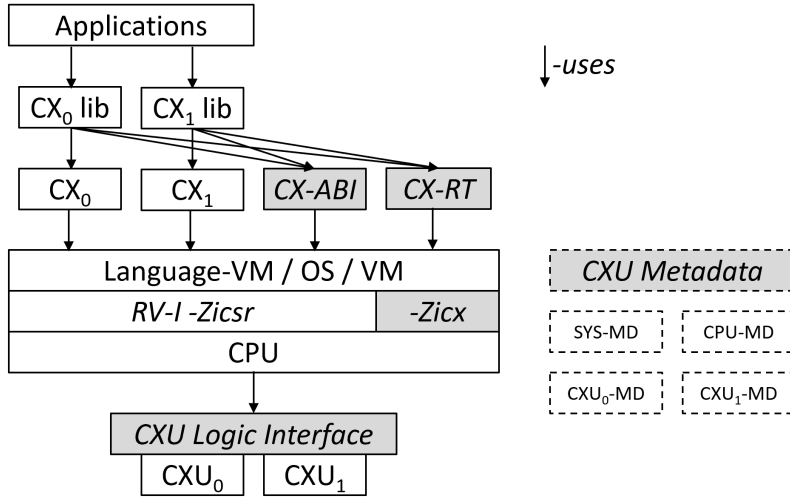 Applications
-uses
CX₀ lib
CX₁ lib
CX₀
CX₁
CX-ABI
CX-RT
Language-VM / OS / VM
CXU Metadata
RV-I -Zicsr
-Zicx
SYS-MD
CPU-MD
CPU
CXU₀-MD
CXU₁-MD
CXU Logic Interface
CXU₀
CXU₁